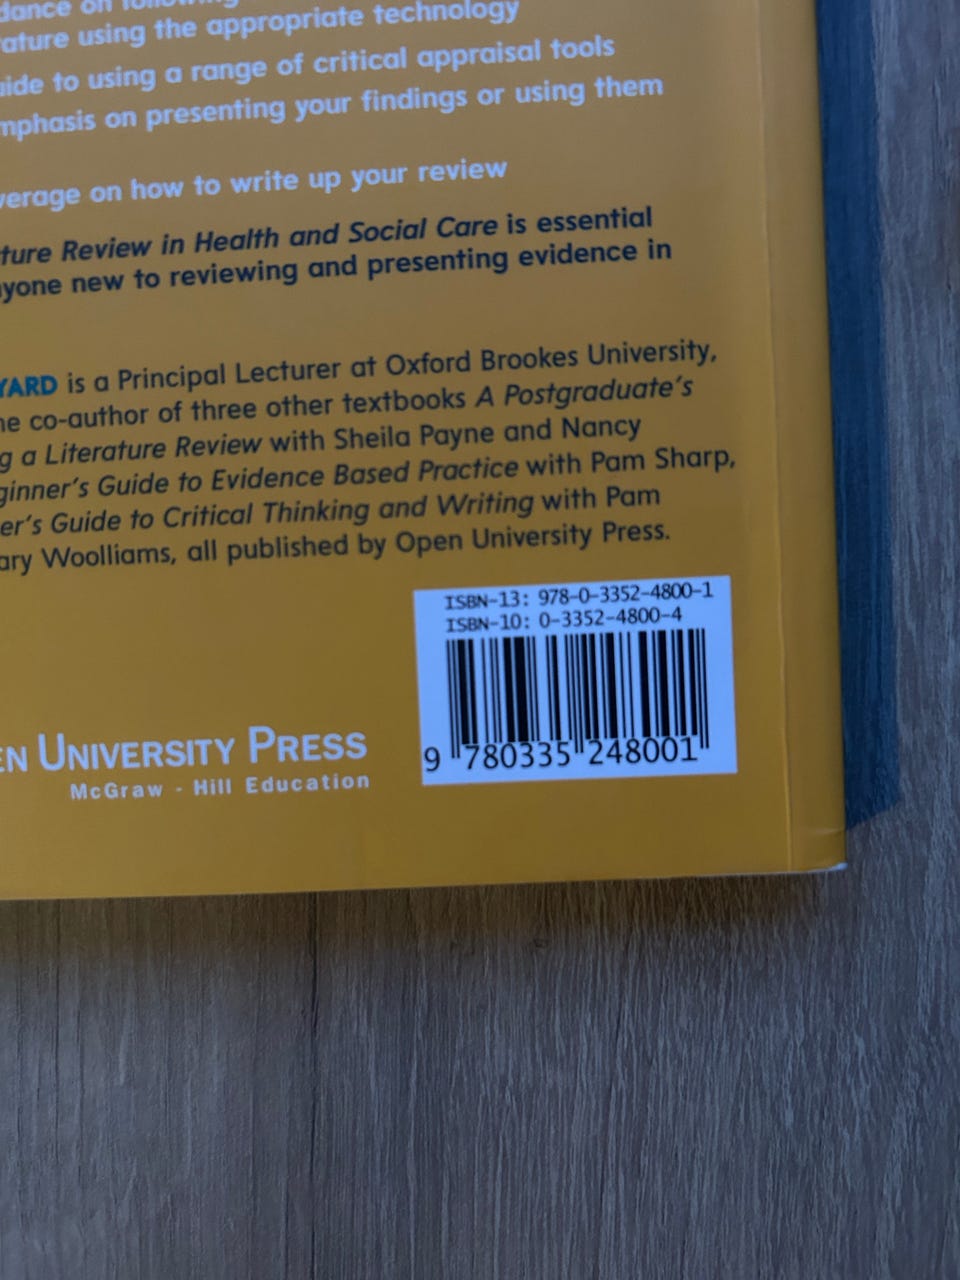 dance on following
rature using the appropriate technology
uide to using a range of critical appraisal tools
mphasis on presenting your findings or using them
verage on how to write up your review
ture Review in Health and Social Care is essential
yone new to reviewing and presenting evidence in
YARD is a Principal Lecturer at Oxford Brookes University,
he co-author of three other textbooks A Postgraduate's
g a Literature Review with Sheila Payne and Nancy
ginner's Guide to Evidence Based Practice with Pam Sharp,
er's Guide to Critical Thinking and Writing with Pam
ary Woolliams, all published by Open University Press.
ISBN-13: 978-0-3352-4800-1
ISBN-10: 0-3352-4800-4
9 780335 248001
EN UNIVERSITY PRESS
McGraw - Hill Education